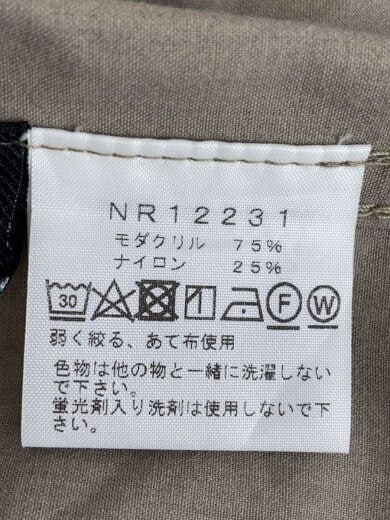 NR12231
モダクリル 75%
ナイロン 25%
30 F W
弱く絞る、あて布使用
色物は他の物と一緒に洗濯しない
で下さい。
蛍光剤入り洗剤は使用しないで下
さい。